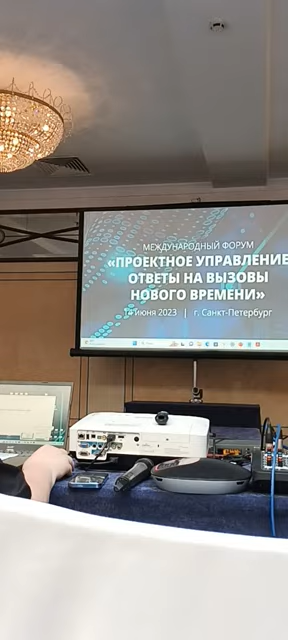 МЕЖДУНАРОДНЫЙ ФОРУМ
«ПРОЕКТНОЕ УПРАВЛЕНИЕ
ОТВЕТЫ НА ВЫЗОВЫ
НОВОГО ВРЕМЕНИ»
июня 2023 | г. Санкт-Петербург